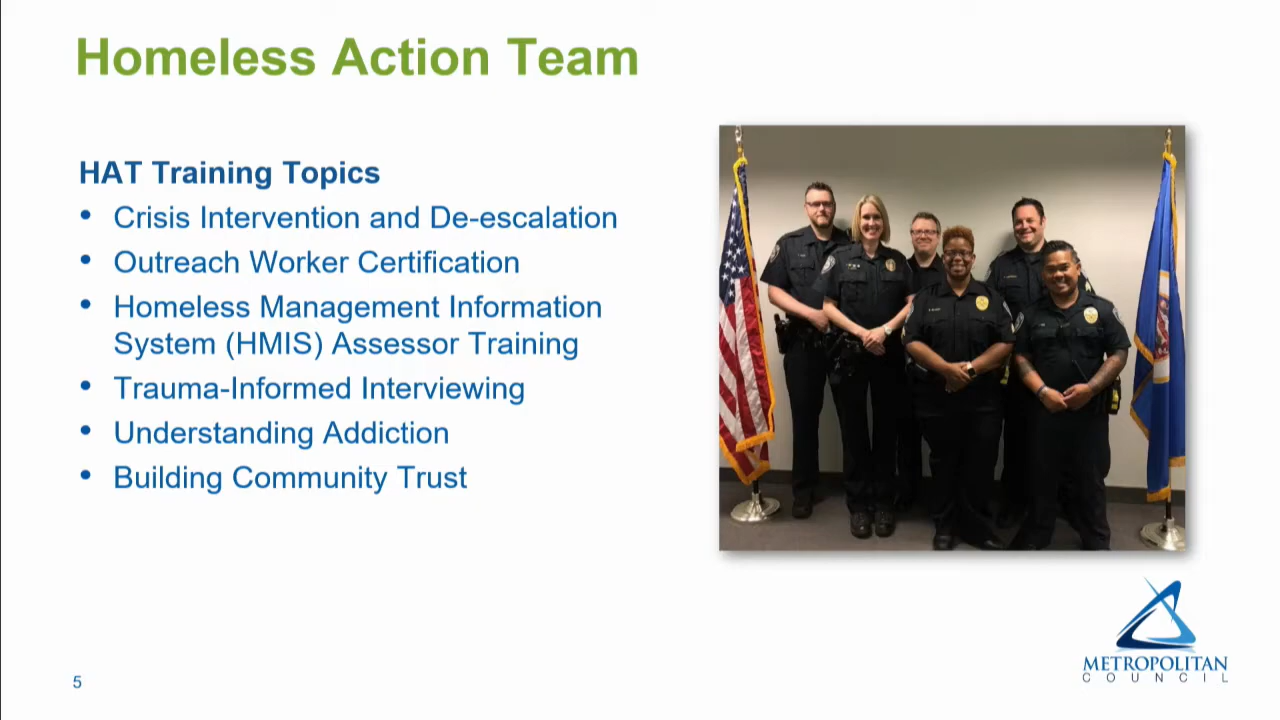 Homeless Action Team
HAT Training Topics
• Crisis Intervention and De-escalation
• Outreach Worker Certification
• Homeless Management Information
System (HMIS) Assessor Training
• Trauma-Informed Interviewing
• Understanding Addiction
• Building Community Trust
METROPOLITAN
COUNCIL
5